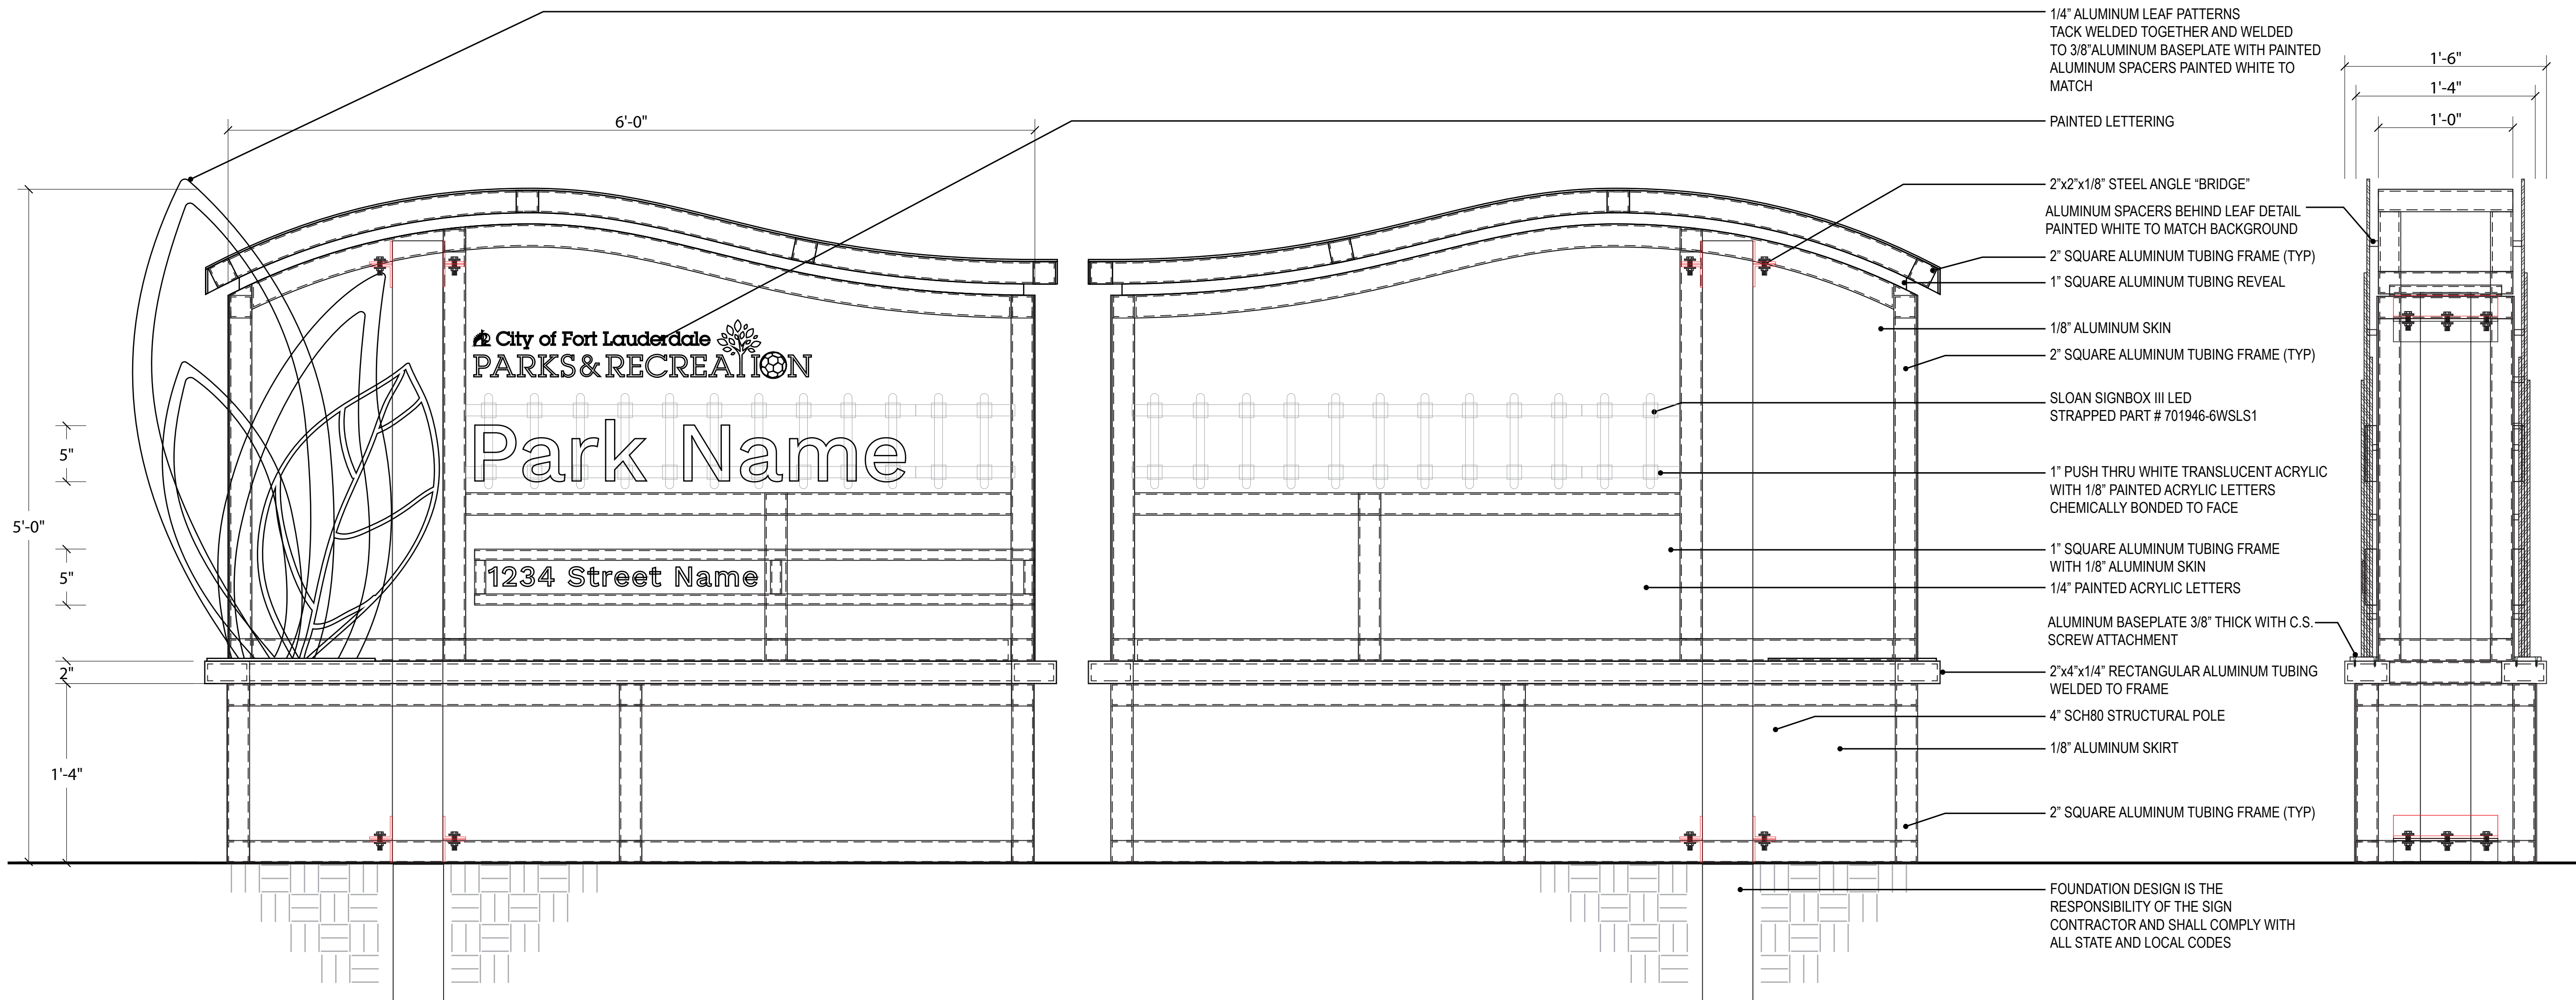 1/4” ALUMINUM LEAF PATTERNS
TACK WELDED TOGETHER AND WELDED
TO 3/8”ALUMINUM BASEPLATE WITH PAINTED
ALUMINUM SPACERS PAINTED WHITE TO
MATCH
PAINTED LETTERING
2”x2”x1/8” STEEL ANGLE “BRIDGE”
ALUMINUM SPACERS BEHIND LEAF DETAIL
PAINTED WHITE TO MATCH BACKGROUND
2” SQUARE ALUMINUM TUBING FRAME (TYP)
1” SQUARE ALUMINUM TUBING REVEAL
1/8” ALUMINUM SKIN
2” SQUARE ALUMINUM TUBING FRAME (TYP)
SLOAN SIGNBOX III LED
STRAPPED PART # 701946-6WSLS1
1” PUSH THRU WHITE TRANSLUCENT ACRYLIC
WITH 1/8” PAINTED ACRYLIC LETTERS
CHEMICALLY BONDED TO FACE
1” SQUARE ALUMINUM TUBING FRAME
WITH 1/8” ALUMINUM SKIN
1/4” PAINTED ACRYLIC LETTERS
ALUMINUM BASEPLATE 3/8” THICK WITH C.S.
SCREW ATTACHMENT
2”x4”x1/4” RECTANGULAR ALUMINUM TUBING
WELDED TO FRAME
4” SCH80 STRUCTURAL POLE
1/8” ALUMINUM SKIRT
2” SQUARE ALUMINUM TUBING FRAME (TYP)
FOUNDATION DESIGN IS THE
RESPONSIBILITY OF THE SIGN
CONTRACTOR AND SHALL COMPLY WITH
ALL STATE AND LOCAL CODES
6'-0"
City of Fort Lauderdale
PARKS&RECREATION
Park Name
1234 Street Name
5'-0"
5"
5"
2"
1'-4"
1'-6"
1'-4"
1'-0"